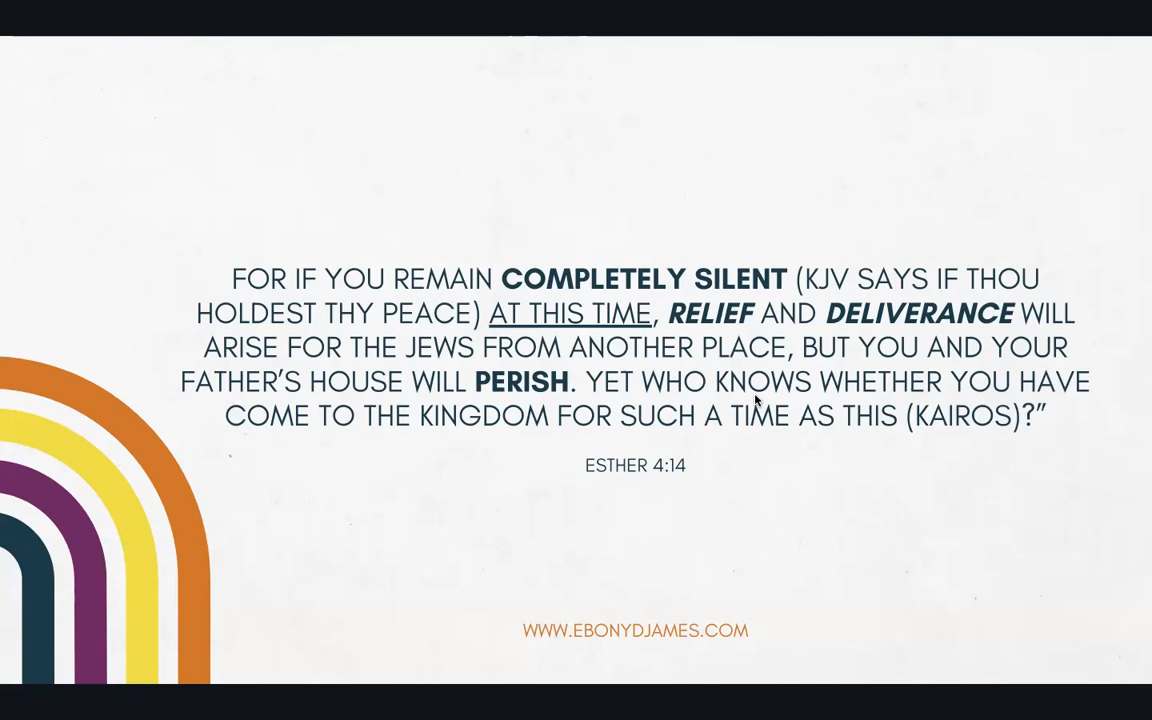 FOR IF YOU REMAIN COMPLETELY SILENT (KJV SAYS IF THOU
HOLDEST THY PEACE) AT THIS TIME, RELIEF AND DELIVERANCE WILL
ARISE FOR THE JEWS FROM ANOTHER PLACE, BUT YOU AND YOUR
FATHER’S HOUSE WILL PERISH. YET WHO KNOWS WHETHER YOU HAVE
COME TO THE KINGDOM FOR SUCH A TIME AS THIS (KAIROS)?”
ESTHER 4:14
WWW.EBONYDJAMES.COM